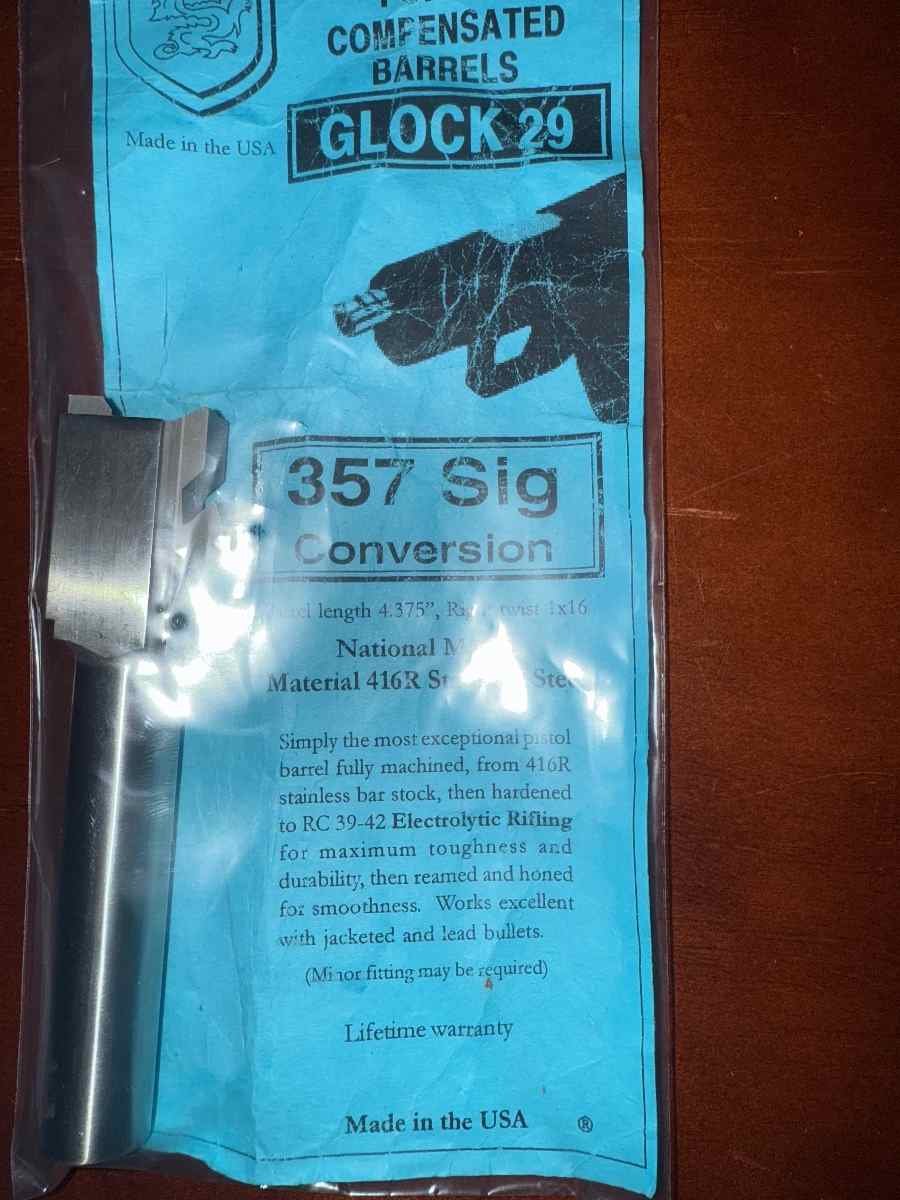 COMPENSATED
BARRELS
GLOCK 29
Made in the USA
357 Sig
Conversion
length 4.375”, twist 1x16
National
Material 416R
Simply the most exceptional pistol
barrel fully machined, from 416R
stainless bar stock, then hardened
to RC 39-42 Electrolytic Rifling
for maximum toughness and
durability, then reamed and honed
for smoothness. Works excellent
with jacketed and lead bullets.
(Minor fitting may be required)
Lifetime warranty
Made in the USA ®